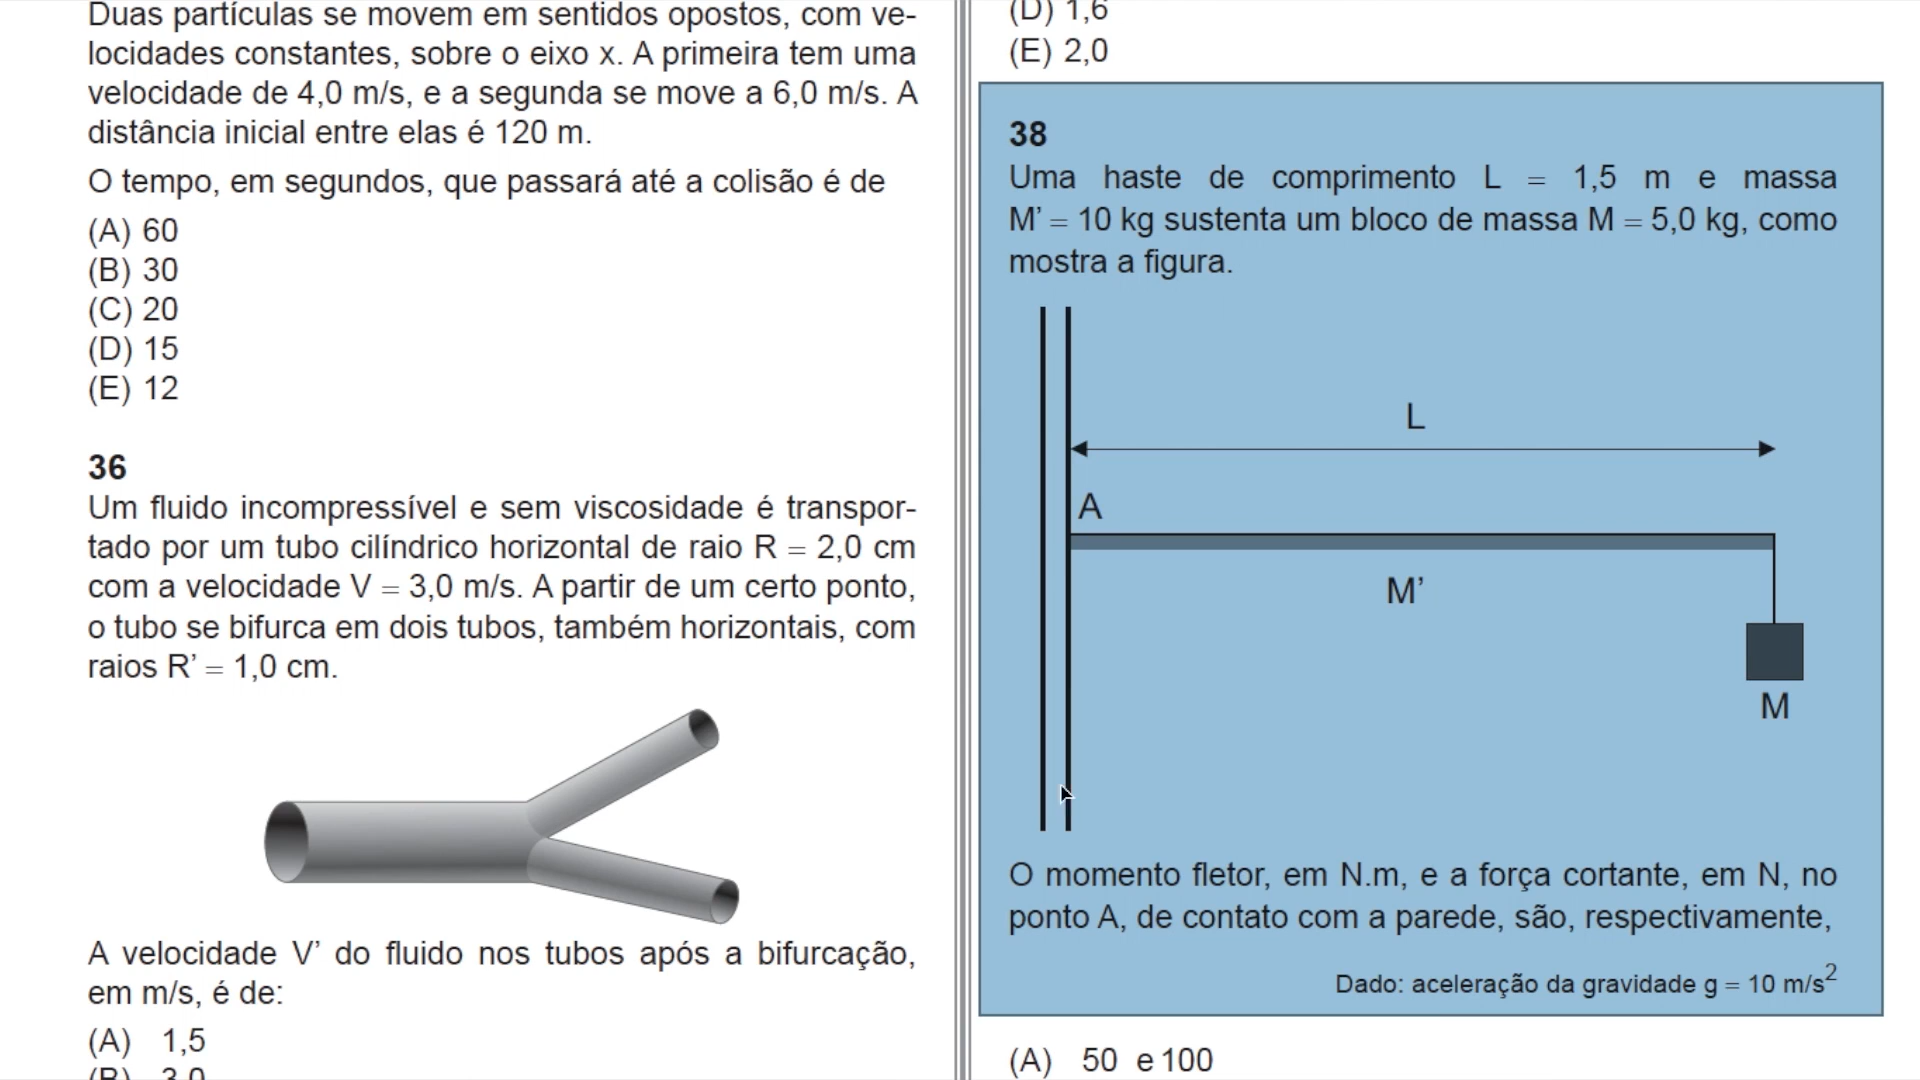 Duas partículas se movem em sentidos opostos, com ve-
locidades constantes, sobre o eixo x. A primeira tem uma
velocidade de 4,0 m/s, e a segunda se move a 6,0 m/s. A
distância inicial entre elas é 120 m.
O tempo, em segundos, que passará até a colisão é de
(A) 60
(B) 30
(C) 20
(D) 15
(E) 12
36
Um fluido incompressível e sem viscosidade é transpor-
tado por um tubo cilíndrico horizontal de raio R = 2,0 cm
com a velocidade V = 3,0 m/s. A partir de um certo ponto,
o tubo se bifurca em dois tubos, também horizontais, com
raios R’ = 1,0 cm.
A velocidade V’ do fluido nos tubos após a bifurcação,
em m/s, é de:
(A) 1,5
(B) 3,0
(D) 1,6
(E) 2,0
38
Uma haste de comprimento L = 1,5 m e massa
M’ = 10 kg sustenta um bloco de massa M = 5,0 kg, como
mostra a figura.
L
A
M’
M
O momento fletor, em N.m, e a força cortante, em N, no
ponto A, de contato com a parede, são, respectivamente,
Dado: aceleração da gravidade g = 10 m/s²
(A) 50 e 100